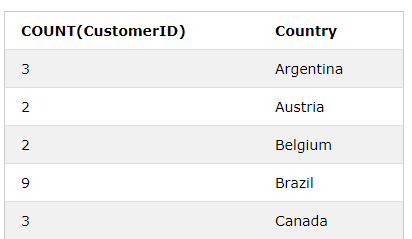 COUNT(CustomerID) Country
3 Argentina
2 Austria
2 Belgium
9 Brazil
3 Canada